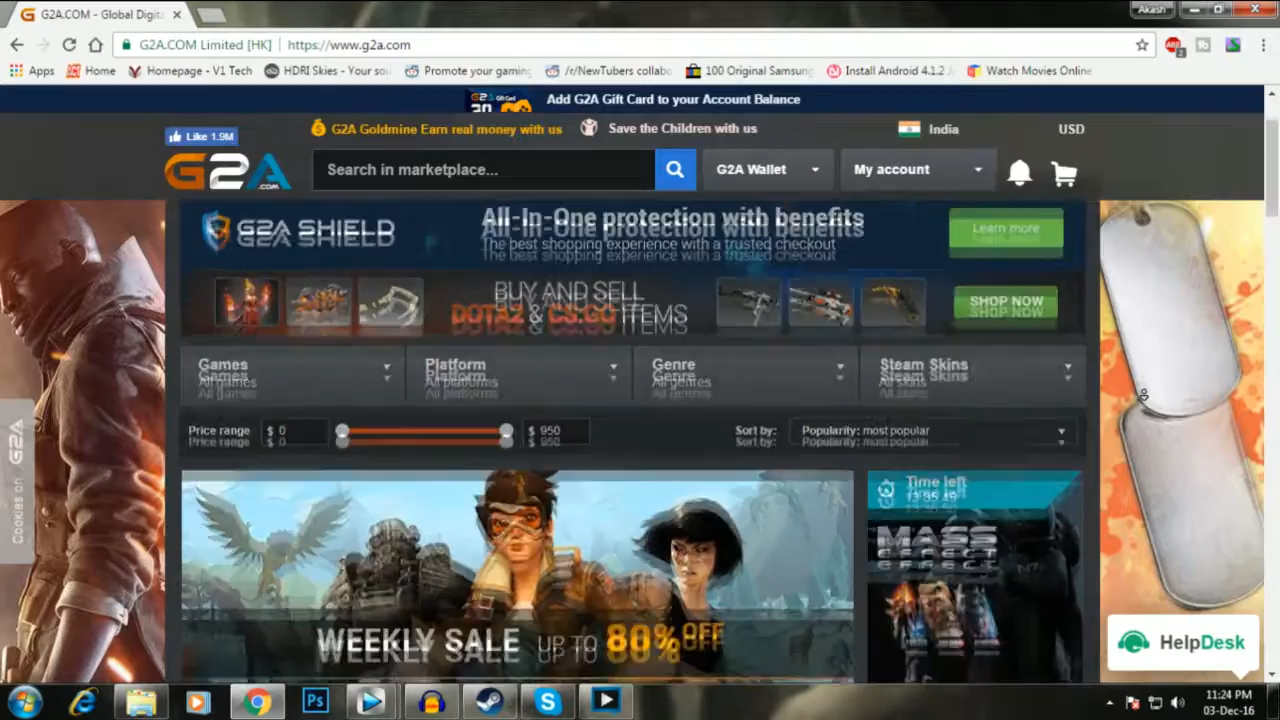 G2A.COM - Global Digita
Akash
G2A.COM Limited [HK] https://www.g2a.com
2
Apps Home Homepage - V1 Tech HDRI Skies - Your sou Promote your gaming /r/NewTubers collabo 100 Original Samsung Install Android 4.1.2 Watch Movies Online
Add G2A Gift Card to your Account Balance
Like 1.9M G2A Goldmine Earn real money with us Save the Children with us India USD
G2A.COM Search in marketplace... G2A Wallet My account
G2A SHIELD All-In-One protection with benefits Learn more
The best shopping experience with a trusted checkout
BUY AND SELL
DOTA2 & CS:GO ITEMS SHOP NOW
Games Platform Genre Steam Skins
All games All platforms All genres All skins
Price range $ 0 $ 950 Sort by: Popularity: most popular
Cookies on G2A
Time left
MASS
EFFECT
WEEKLY SALE UP TO 80% OFF
HelpDesk
Ps
11:24 PM
03-Dec-16